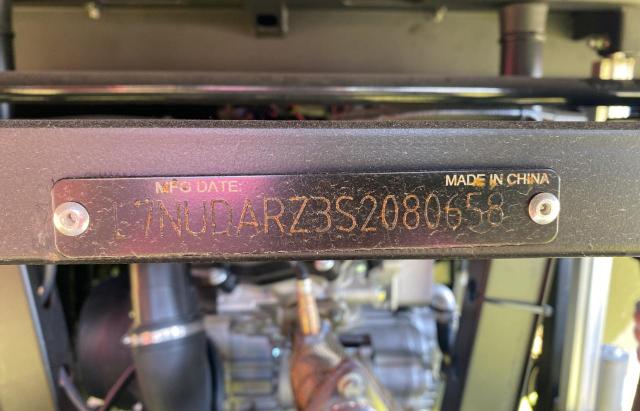 MFG DATE: MADE IN CHINA
L7NUDARZ3S2080658